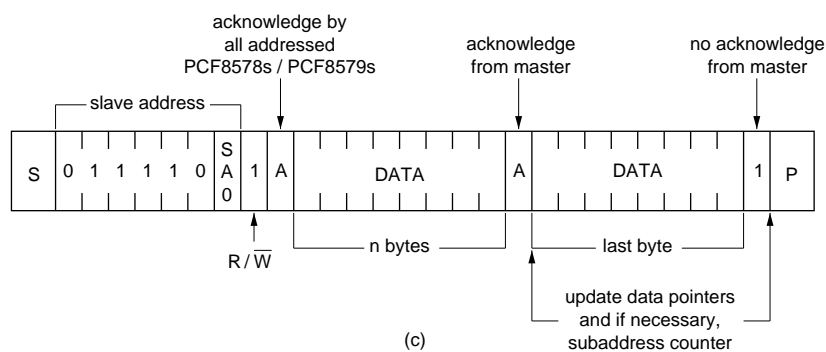 acknowledge by
all addressed
PCF8578s / PCF8579s
acknowledge
from master
no acknowledge
from master
slave address
S 0 1 1 1 1 0 SA0 1 A DATA A DATA 1 P
R / W
n bytes
last byte
update data pointers
and if necessary,
subaddress counter
(c)